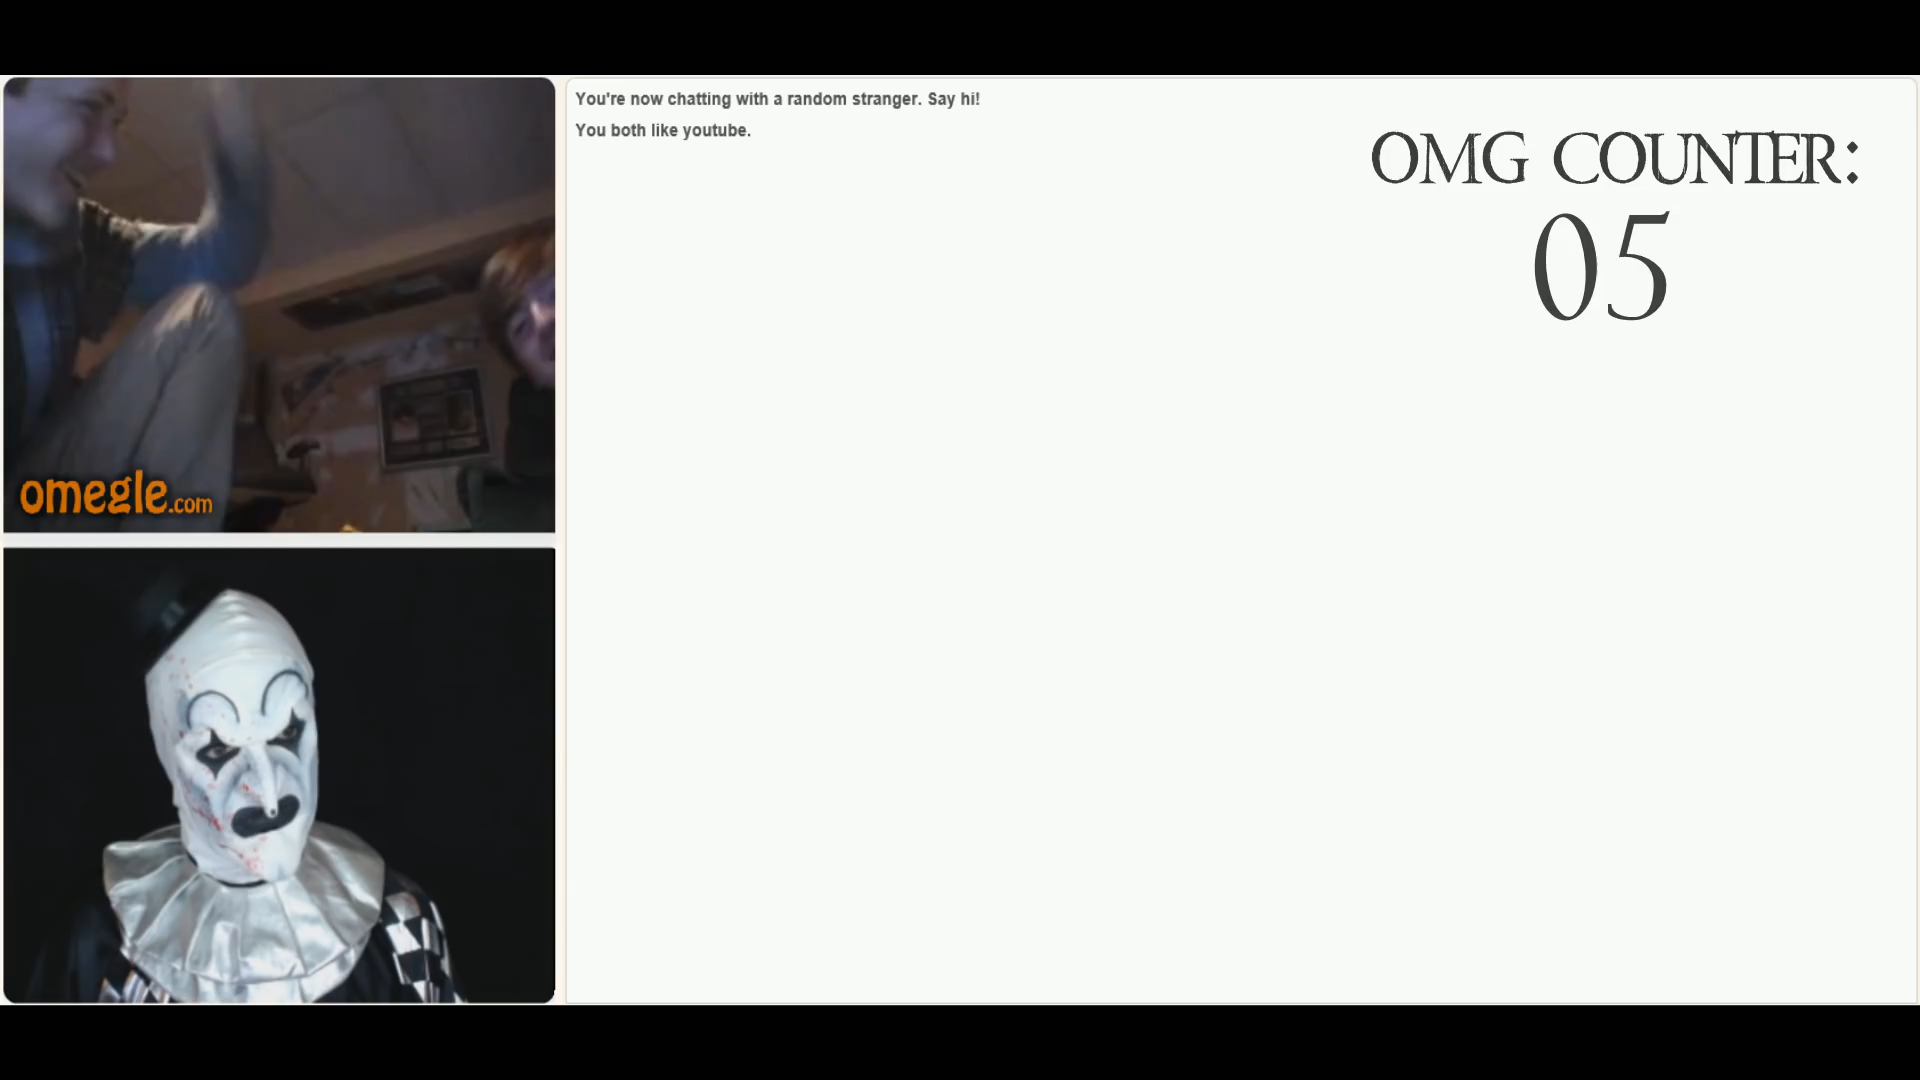 You're now chatting with a random stranger. Say hi!
You both like youtube.
OMG COUNTER:
05
omegle.com